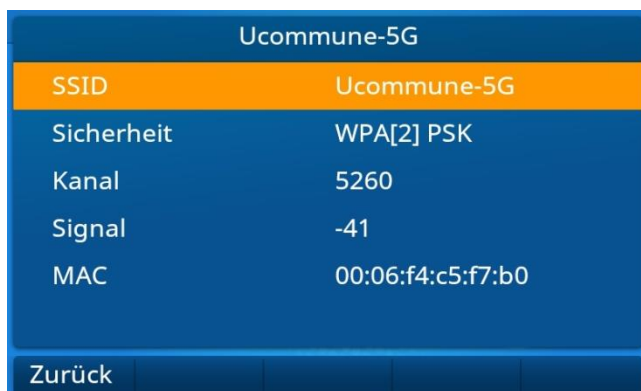 Ucommune-5G
SSID Ucommune-5G
Sicherheit WPA[2] PSK
Kanal 5260
Signal -41
MAC 00:06:f4:c5:f7:b0
Zurück